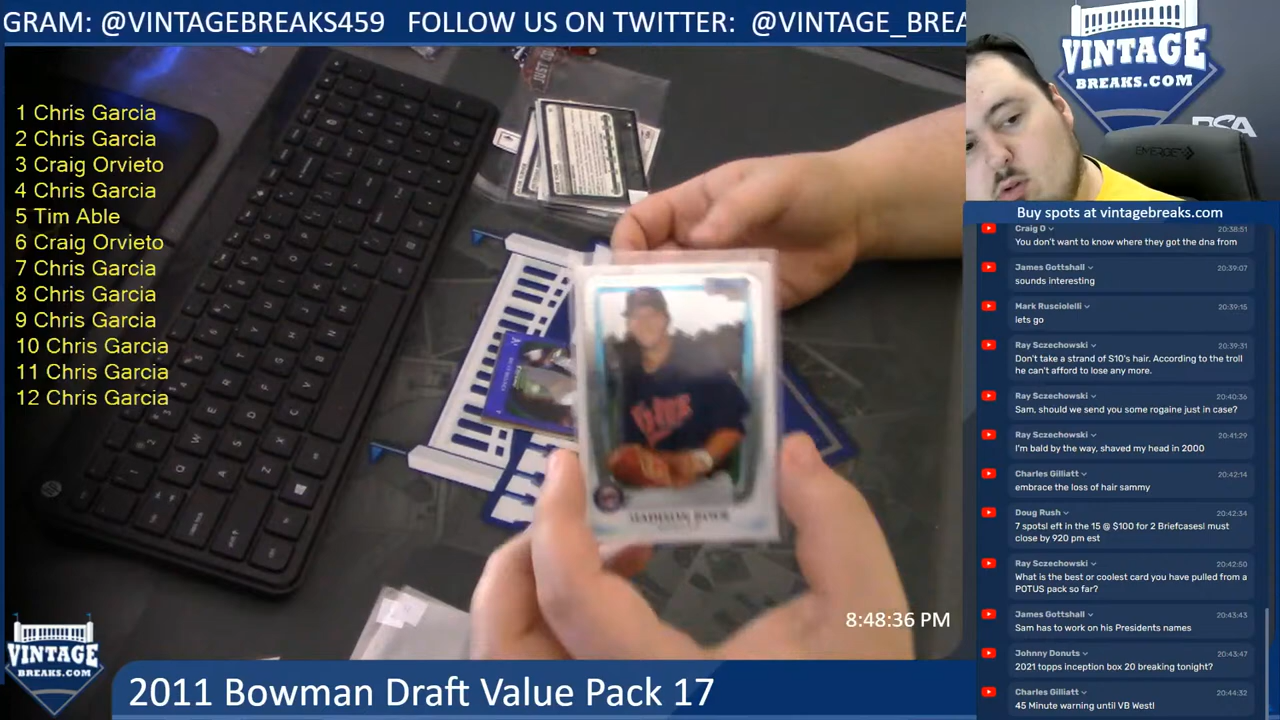 GRAM: @VINTAGEBREAKS459 FOLLOW US ON TWITTER: @VINTAGE_BREA
1 Chris Garcia
2 Chris Garcia
3 Craig Orvieto
4 Chris Garcia
5 Tim Able
6 Craig Orvieto
7 Chris Garcia
8 Chris Garcia
9 Chris Garcia
10 Chris Garcia
11 Chris Garcia
12 Chris Garcia
VINTAGE
BREAKS.COM
PSA
Buy spots at vintagebreaks.com
Craig O 20:38:51
You don't want to know where they got the dna from
James Gottshall 20:39:07
sounds interesting
Mark Rusciolelli 20:39:15
lets go
Ray Sczechowski 20:39:31
Don't take a strand of S10's hair. According to the troll
he can't afford to lose any more.
Ray Sczechowski 20:40:36
Sam, should we send you some rogaine just in case?
Ray Sczechowski 20:41:29
I'm bald by the way, shaved my head in 2000
Charles Gilliatt 20:42:14
embrace the loss of hair sammy
Doug Rush 20:42:34
7 spotsl eft in the 15 @ $100 for 2 Briefcasesl must
close by 920 pm est
Ray Sczechowski 20:42:50
What is the best or coolest card you have pulled from a
POTUS pack so far?
James Gottshall 20:43:43
Sam has to work on his Presidents names
Johnny Donuts 20:43:47
2021 topps inception box 20 breaking tonight?
Charles Gilliatt 20:44:32
45 Minute warning until VB Westl
8:48:36 PM
VINTAGE
BREAKS.COM
2011 Bowman Draft Value Pack 17